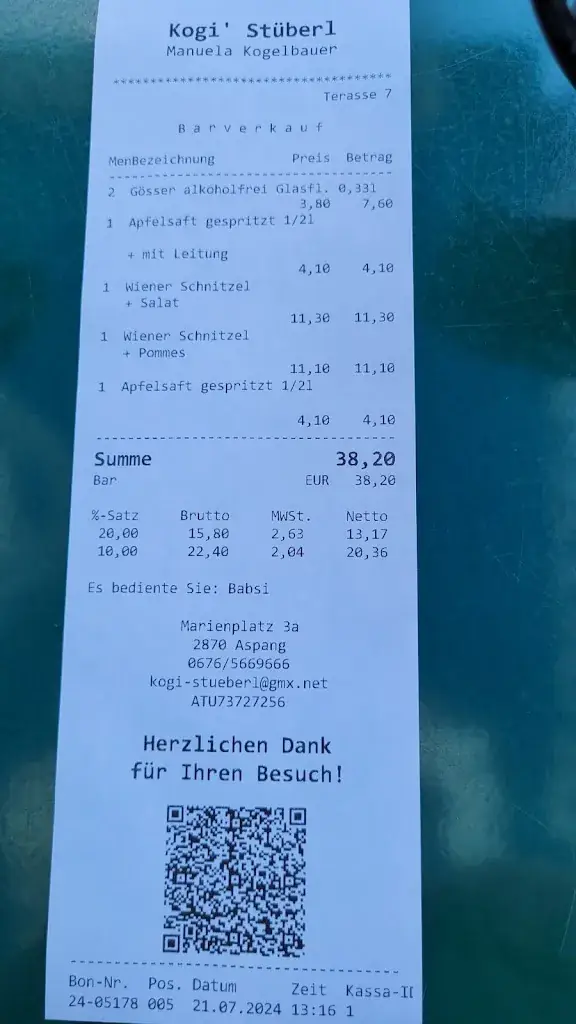 Kogi' Stüberl
Manuela Kogelbauer
*************************************
Terasse 7
B a r v e r k a u f
MenBezeichnung Preis Betrag
2 Gösser alkoholfrei Glasfl. 0,33l
3,80 7,60
1 Apfelsaft gespritzt 1/2l
+ mit Leitung
4,10 4,10
1 Wiener Schnitzel
+ Salat
11,30 11,30
1 Wiener Schnitzel
+ Pommes
11,10 11,10
1 Apfelsaft gespritzt 1/2l
4,10 4,10
Summe 38,20
Bar EUR 38,20
%-Satz Brutto MWSt. Netto
20,00 15,80 2,63 13,17
10,00 22,40 2,04 20,36
Es bediente Sie: Babsi
Marienplatz 3a
2870 Aspang
0676/5669666
kogi-stueberl@gmx.net
ATU73727256
Herzlichen Dank
für Ihren Besuch!
Bon-Nr. Pos. Datum Zeit Kassa-ID
24-05178 005 21.07.2024 13:16 1